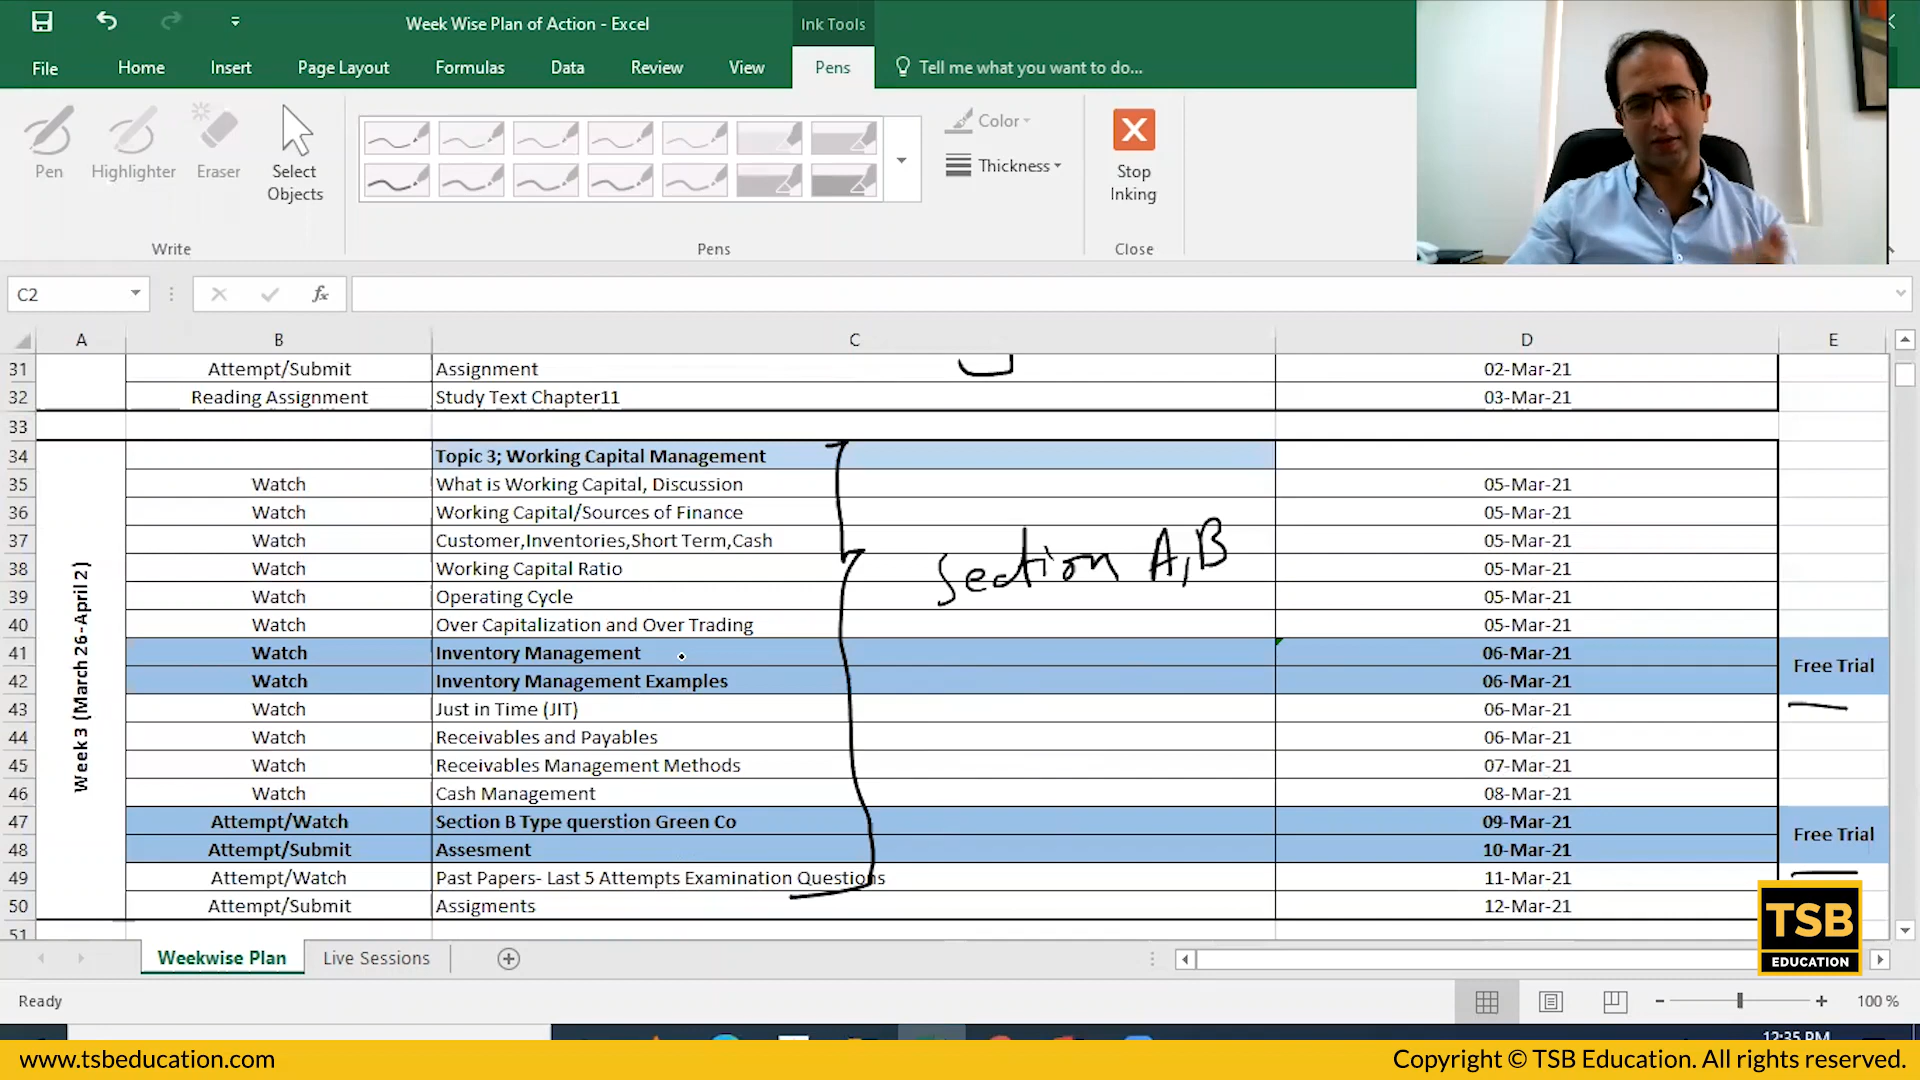 Week Wise Plan of Action - Excel
Ink Tools
File Home Insert Page Layout Formulas Data Review View Pens Tell me what you want to do...
Pen Highlighter Eraser Select Objects Color Thickness Stop Inking
Write Pens Close
C2 fx
A B C D E
31 Attempt/Submit Assignment 02-Mar-21
32 Reading Assignment Study Text Chapter11 03-Mar-21
33
34 Topic 3; Working Capital Management
35 Watch What is Working Capital, Discussion 05-Mar-21
36 Watch Working Capital/Sources of Finance 05-Mar-21
37 Watch Customer,Inventories,Short Term,Cash 05-Mar-21
38 Watch Working Capital Ratio 05-Mar-21
39 Watch Operating Cycle 05-Mar-21
40 Watch Over Capitalization and Over Trading 05-Mar-21
41 Watch Inventory Management 06-Mar-21
42 Watch Inventory Management Examples 06-Mar-21
Free Trial
43 Watch Just in Time (JIT) 06-Mar-21
44 Watch Receivables and Payables 06-Mar-21
45 Watch Receivables Management Methods 07-Mar-21
46 Watch Cash Management 08-Mar-21
47 Attempt/Watch Section B Type querstion Green Co 09-Mar-21
48 Attempt/Submit Assesment 10-Mar-21
Free Trial
49 Attempt/Watch Past Papers- Last 5 Attempts Examination Questions 11-Mar-21
50 Attempt/Submit Assigments 12-Mar-21
51
Week 3 (March 26-April 2)
Section A,B
Weekwise Plan Live Sessions
Ready 100 %
12:35 PM
TSB
EDUCATION
www.tsbeducation.com Copyright © TSB Education. All rights reserved.